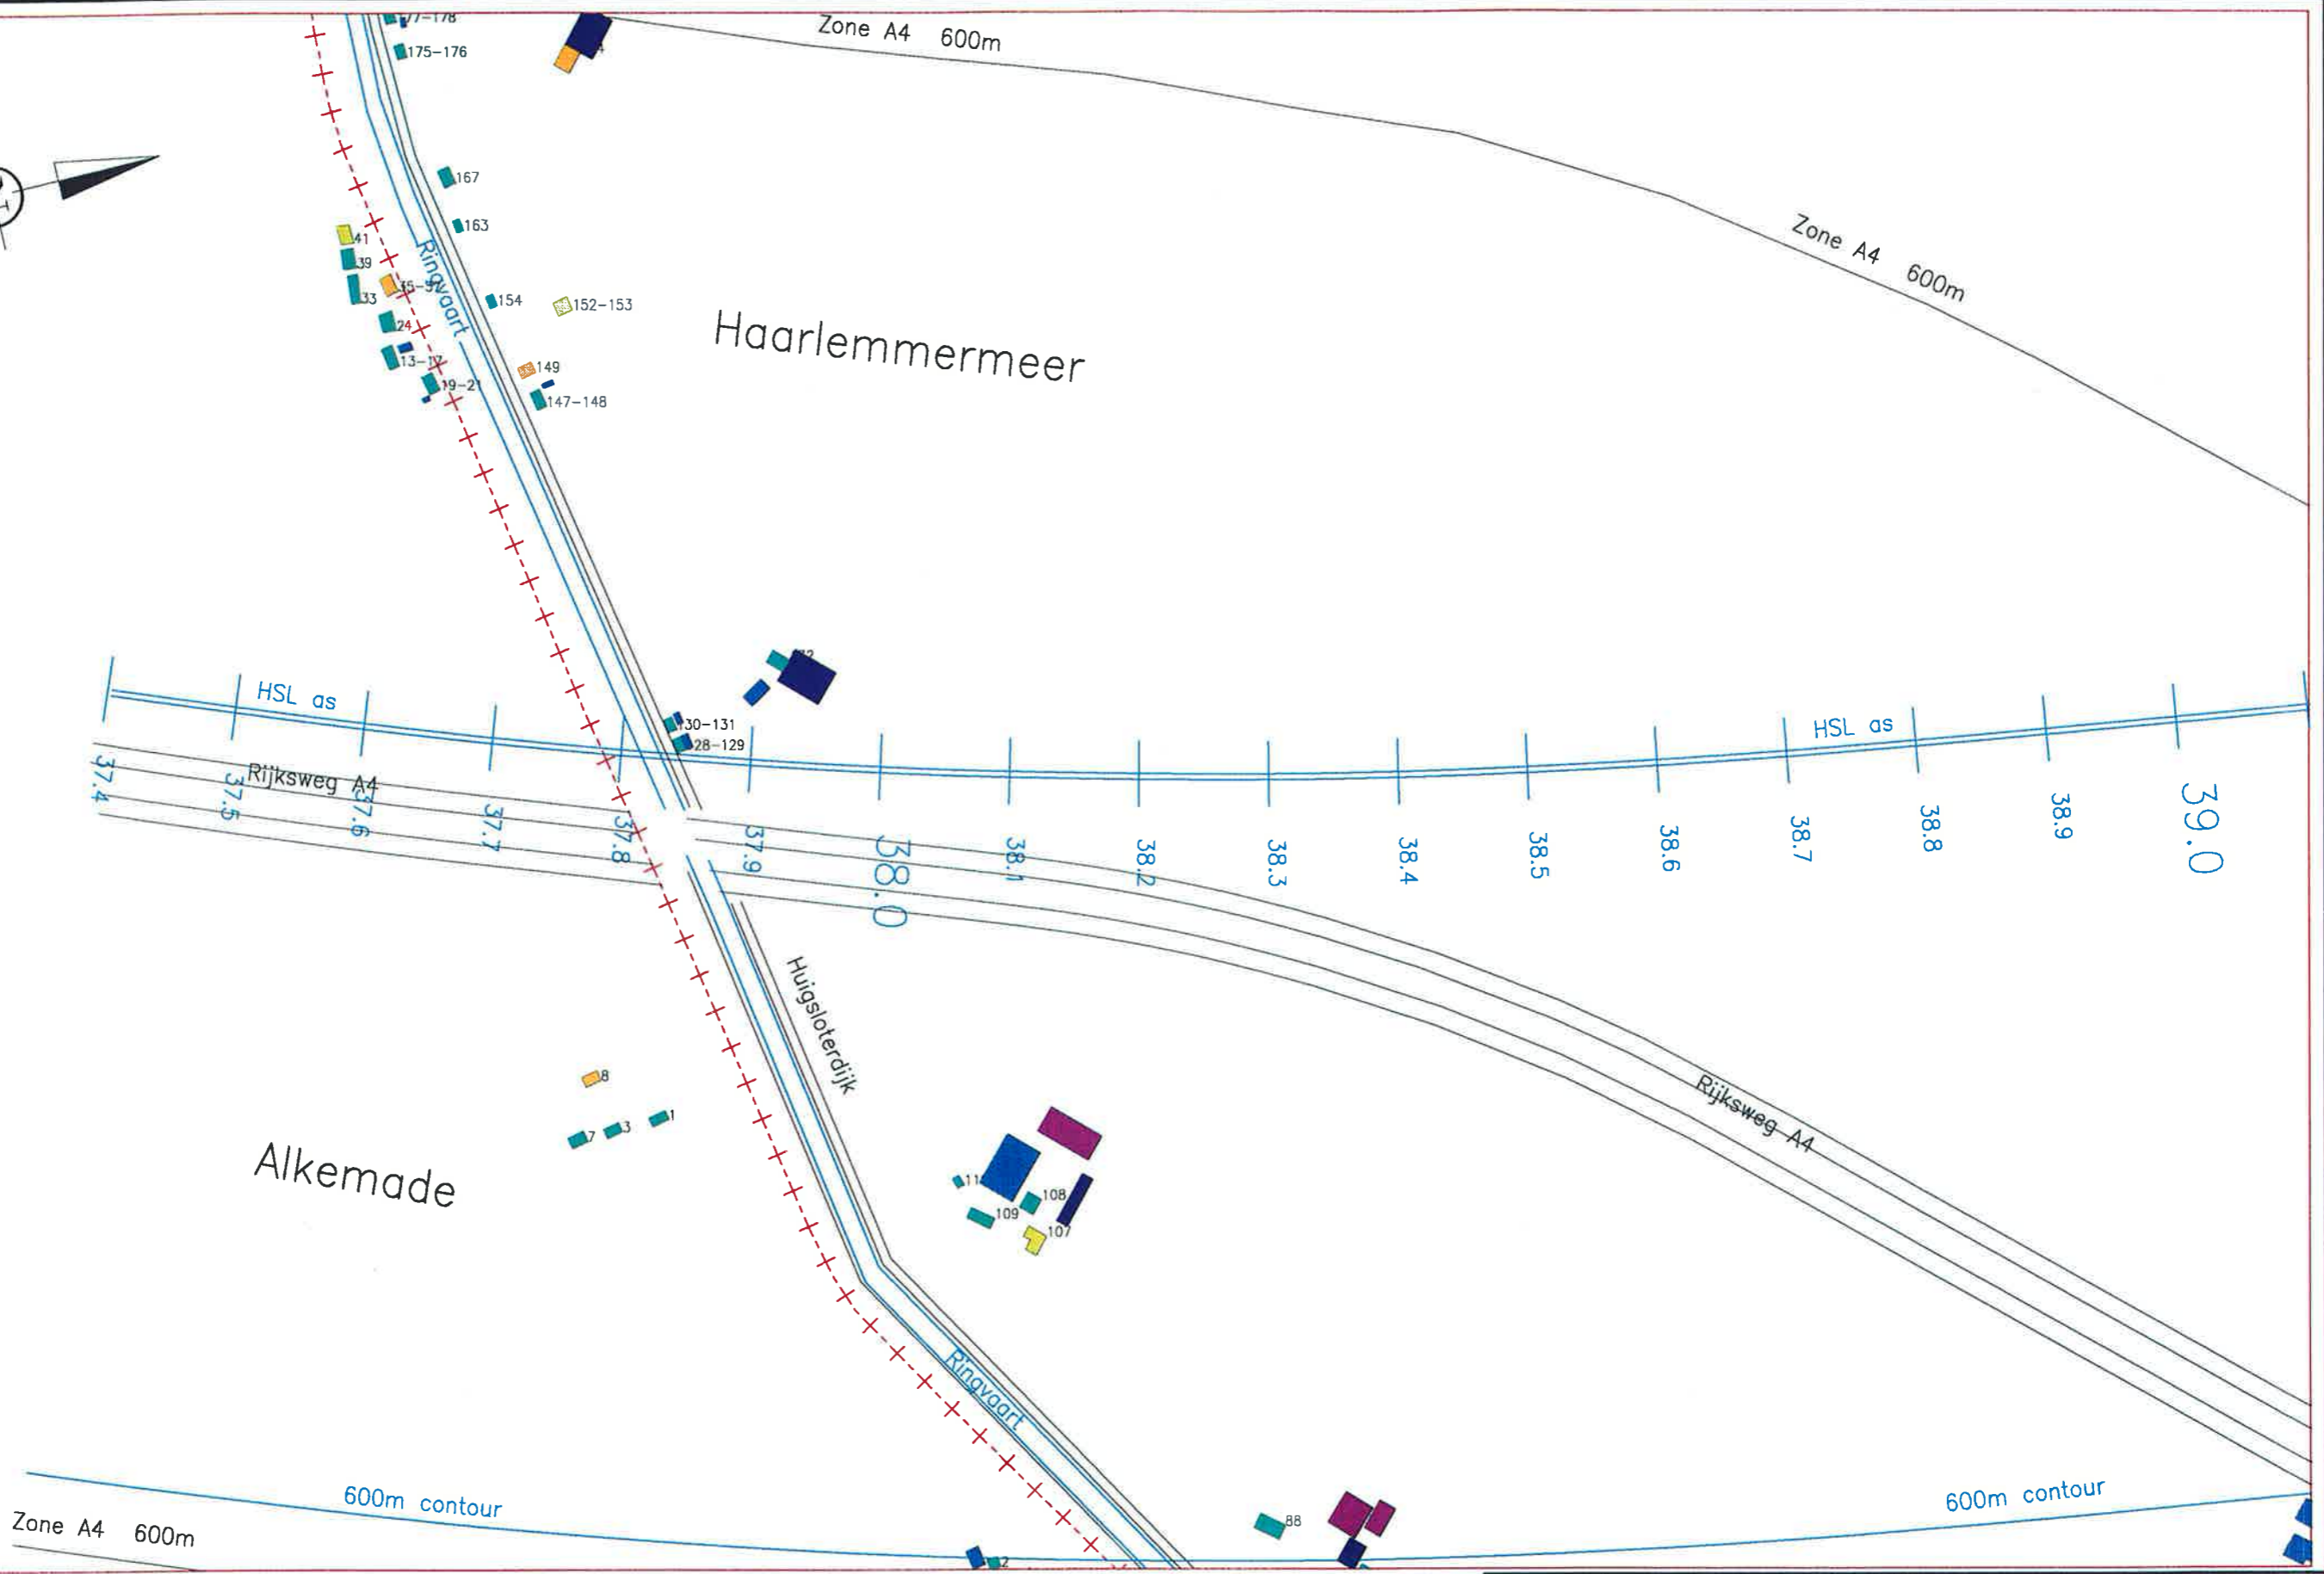 175-176
Zone A4 600m
167
163
41
39
33
24
Ringvaart
154
152-153
149
147-148
19-21
Haarlemmermeer
Zone A4 600m
HSL as
130-131
28-129
HSL as
Rijksweg A4
37.4
37.5
37.6
37.7
37.8
37.9
38.0
38.1
38.2
38.3
38.4
38.5
38.6
38.7
38.8
38.9
39.0
Huigsloterdijk
Rijksweg A4
8
7
3
1
Alkemade
11
108
109
107
Ringvaart
600m contour
Zone A4 600m
88
600m contour